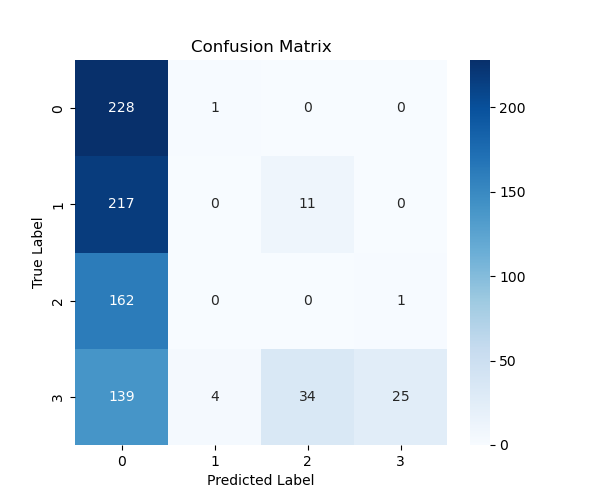 Confusion Matrix
True Label
0 228 1 0 0
1 217 0 11 0
2 162 0 0 1
3 139 4 34 25
0 1 2 3
Predicted Label
200
150
100
50
0